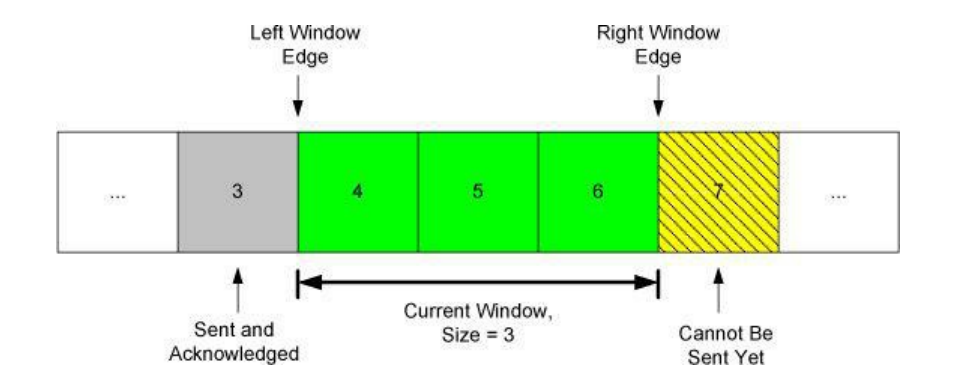 Left Window
Edge
Right Window
Edge
... 3 4 5 6 7 ...
Current Window,
Size = 3
Sent and
Acknowledged
Cannot Be
Sent Yet